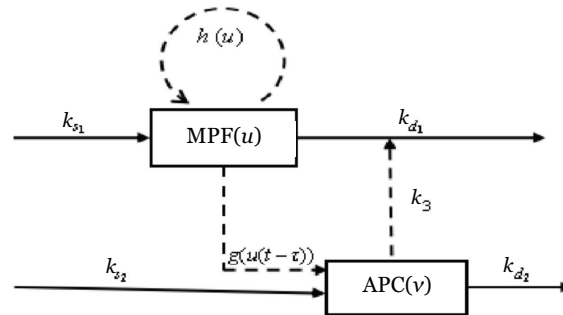 h (u)
k_{s_1}
MPF(u)
k_{d_1}
k_3
g(u(t − τ))
k_{s_2}
APC(v)
k_{d_2}